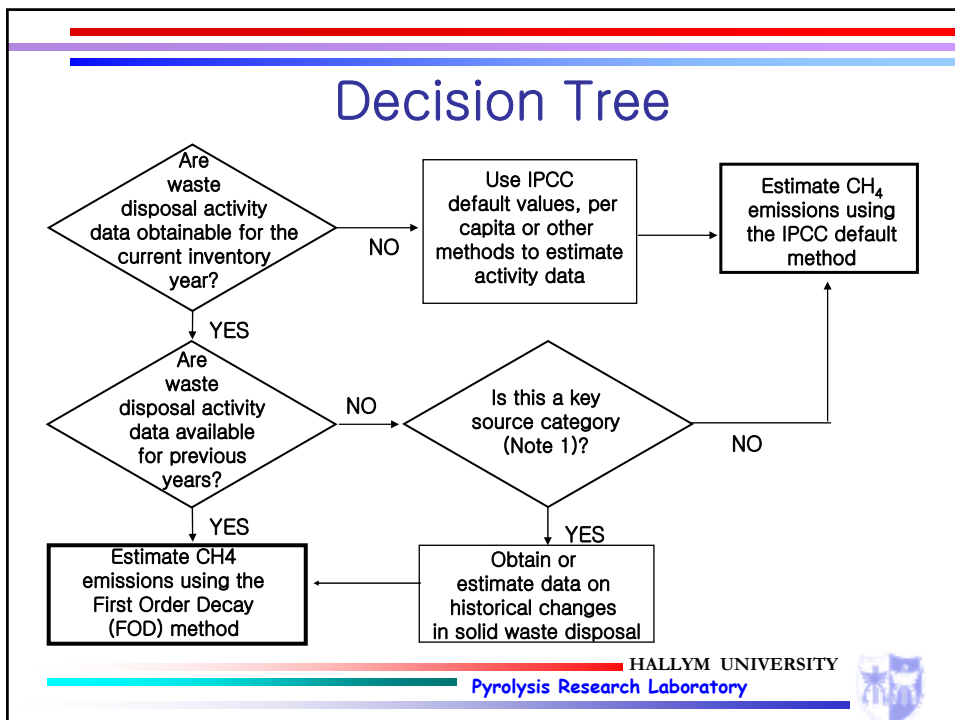 Decision Tree
Are
waste
disposal activity
data obtainable for the
current inventory
year?
NO
Use IPCC
default values, per
capita or other
methods to estimate
activity data
Estimate CH₄
emissions using
the IPCC default
method
YES
Are
waste
disposal activity
data available
for previous
years?
NO
Is this a key
source category
(Note 1)?
NO
YES
YES
Estimate CH4
emissions using the
First Order Decay
(FOD) method
Obtain or
estimate data on
historical changes
in solid waste disposal
HALLYM UNIVERSITY
Pyrolysis Research Laboratory